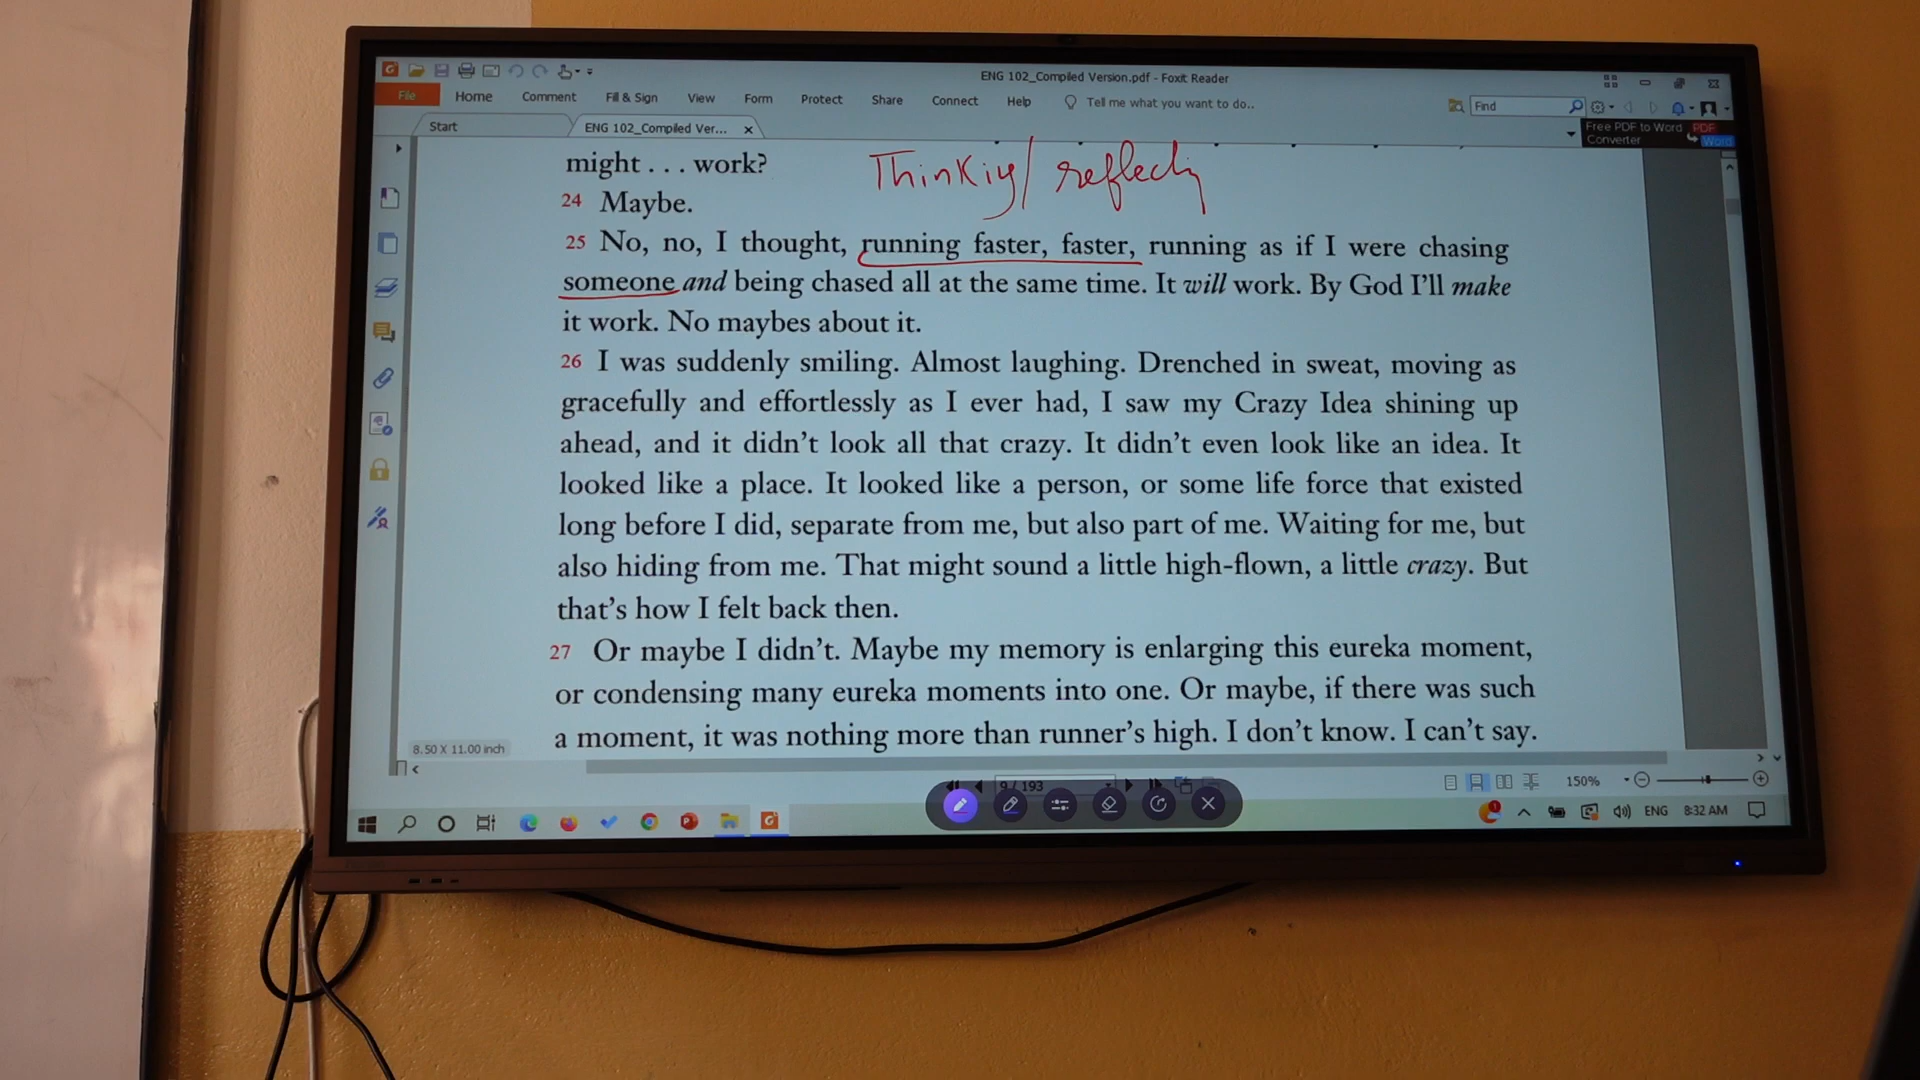 ENG 102_Compiled Version.pdf - Foxit Reader
File Home Comment Fill & Sign View Form Protect Share Connect Help Tell me what you want to do.. Find
Start ENG 102_Compiled Ver... Free PDF to Word PDF
Converter Word
might . . . work?
Thinkig/reflecti
24 Maybe.
25 No, no, I thought, running faster, faster, running as if I were chasing
someone and being chased all at the same time. It will work. By God I'll make
it work. No maybes about it.
26 I was suddenly smiling. Almost laughing. Drenched in sweat, moving as
gracefully and effortlessly as I ever had, I saw my Crazy Idea shining up
ahead, and it didn't look all that crazy. It didn't even look like an idea. It
looked like a place. It looked like a person, or some life force that existed
long before I did, separate from me, but also part of me. Waiting for me, but
also hiding from me. That might sound a little high-flown, a little crazy. But
that's how I felt back then.
27 Or maybe I didn't. Maybe my memory is enlarging this eureka moment,
or condensing many eureka moments into one. Or maybe, if there was such
a moment, it was nothing more than runner's high. I don't know. I can't say.
8.50 X 11.00 inch
9 / 193 150%
ENG 8:32 AM